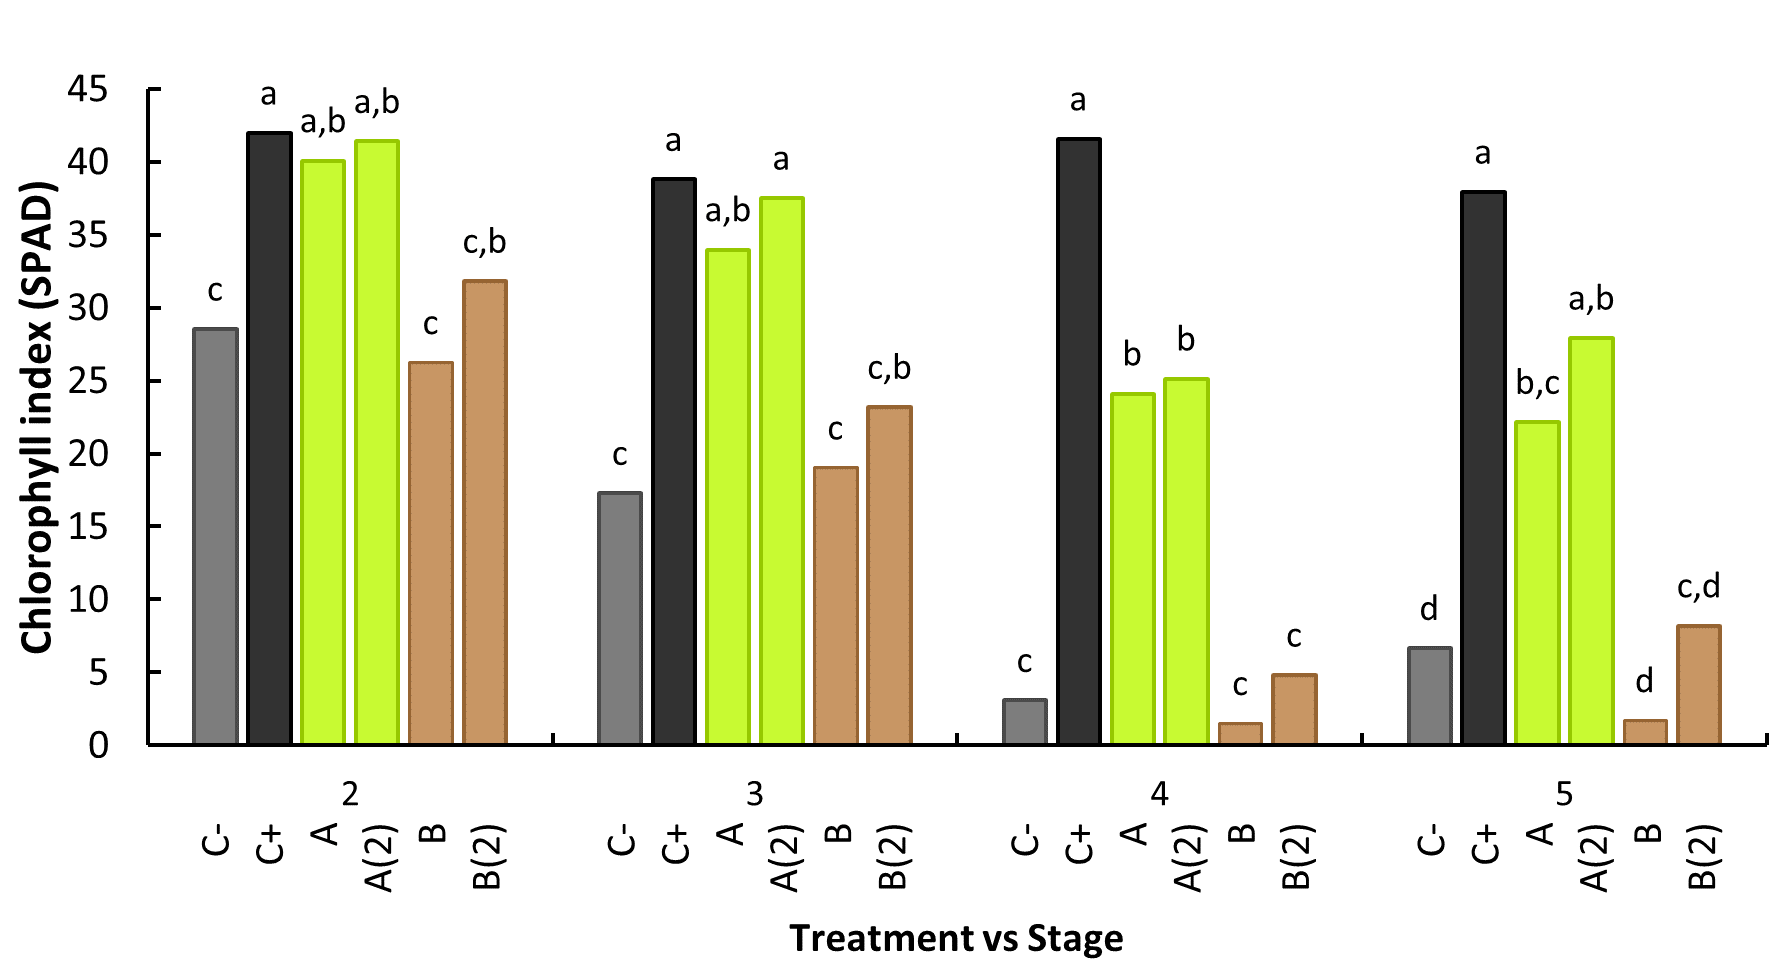 Chlorophyll index (SPAD)
45
40
35
30
25
20
15
10
5
0
c
a
a,b
a,b
c
c,b
c
a
a,b
a
c
c,b
c
a
b
b
c
c
d
a
b,c
a,b
d
c,d
2
3
4
5
C- C+ A A(2) B B(2) C- C+ A A(2) B B(2) C- C+ A A(2) B B(2) C- C+ A A(2) B B(2)
Treatment vs Stage